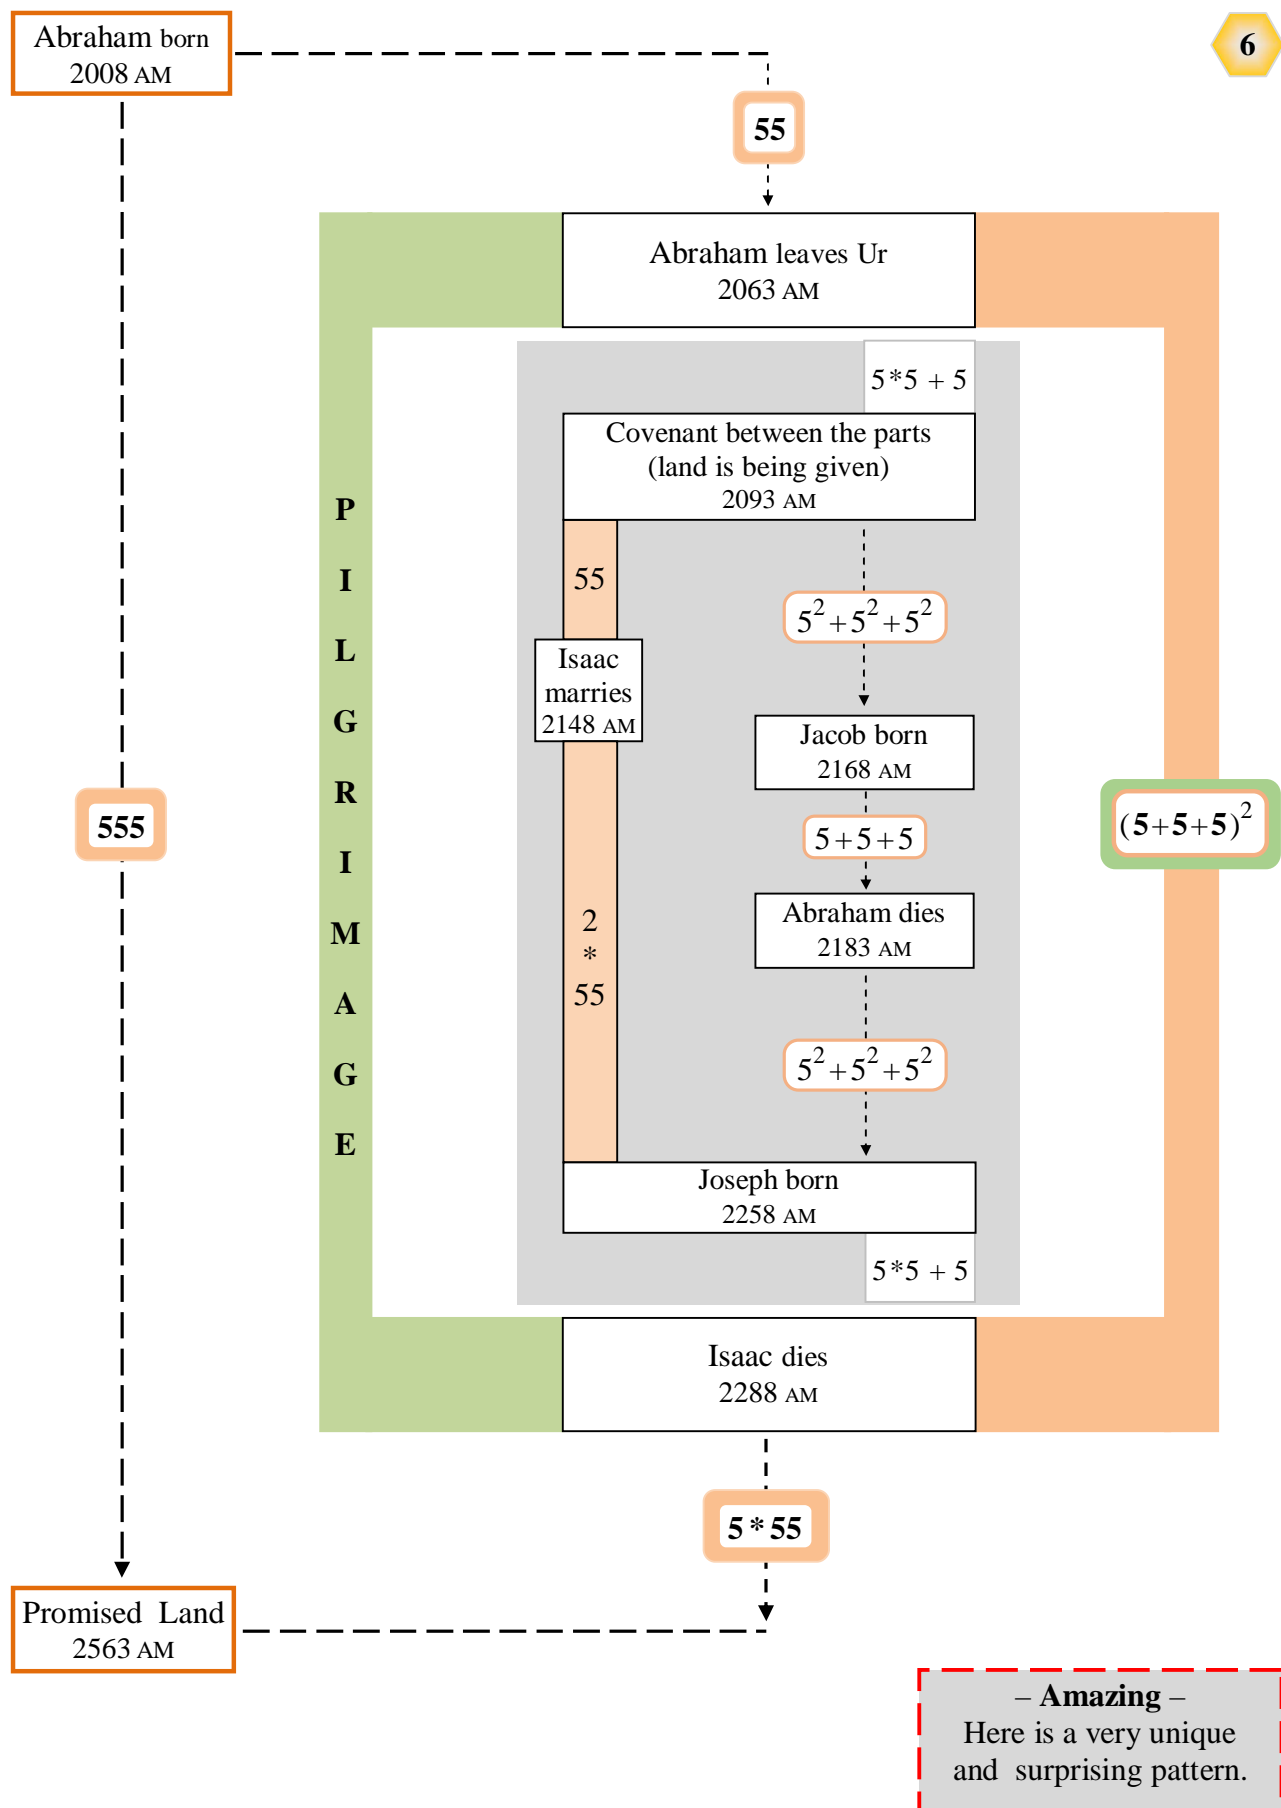 Abraham born
2008 AM
6
55
Abraham leaves Ur
2063 AM
5*5 + 5
Covenant between the parts
(land is being given)
2093 AM
P
I
L
G
R
I
M
A
G
E
55
5²+5²+5²
Isaac
marries
2148 AM
Jacob born
2168 AM
555
(5+5+5)²
5+5+5
Abraham dies
2183 AM
2
*
55
5²+5²+5²
Joseph born
2258 AM
5*5 + 5
Isaac dies
2288 AM
5*55
Promised Land
2563 AM
– Amazing –
Here is a very unique
and surprising pattern.